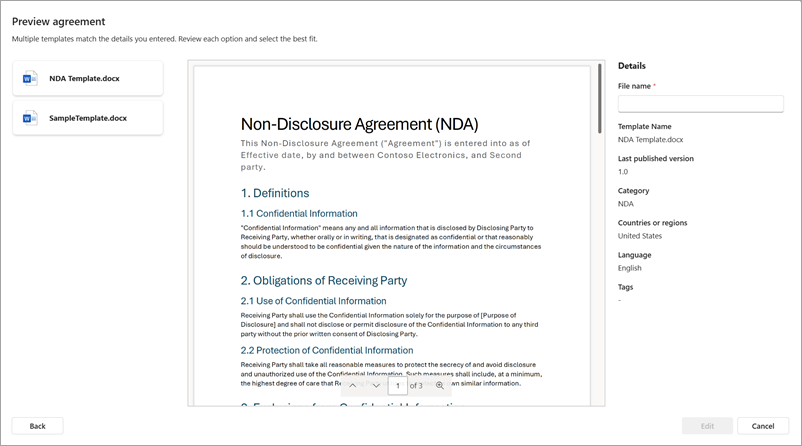 Preview agreement
Multiple templates match the details you entered. Review each option and select the best fit.
NDA Template.docx
SampleTemplate.docx
Non-Disclosure Agreement (NDA)
This Non-Disclosure Agreement ("Agreement") is entered into as of
Effective date, by and between Contoso Electronics, and Second
party.
1. Definitions
1.1 Confidential Information
"Confidential Information" means any and all information that is disclosed by Disclosing Party to
Receiving Party, whether orally or in writing, that is designated as confidential or that reasonably
should be understood to be confidential given the nature of the information and the circumstances
of disclosure.
2. Obligations of Receiving Party
2.1 Use of Confidential Information
Receiving Party shall use the Confidential Information solely for the purpose of [Purpose of
Disclosure] and shall not disclose or permit disclosure of the Confidential Information to any third
party without the prior written consent of Disclosing Party.
2.2 Protection of Confidential Information
Receiving Party shall take all reasonable measures to protect the secrecy of and avoid disclosure
and unauthorized use of the Confidential Information. Such measures shall include, at a minimum,
the highest degree of care that own similar information.
1 of 3
Details
File name *
Template Name
NDA Template.docx
Last published version
1.0
Category
NDA
Countries or regions
United States
Language
English
Tags
-
Back
Edit
Cancel